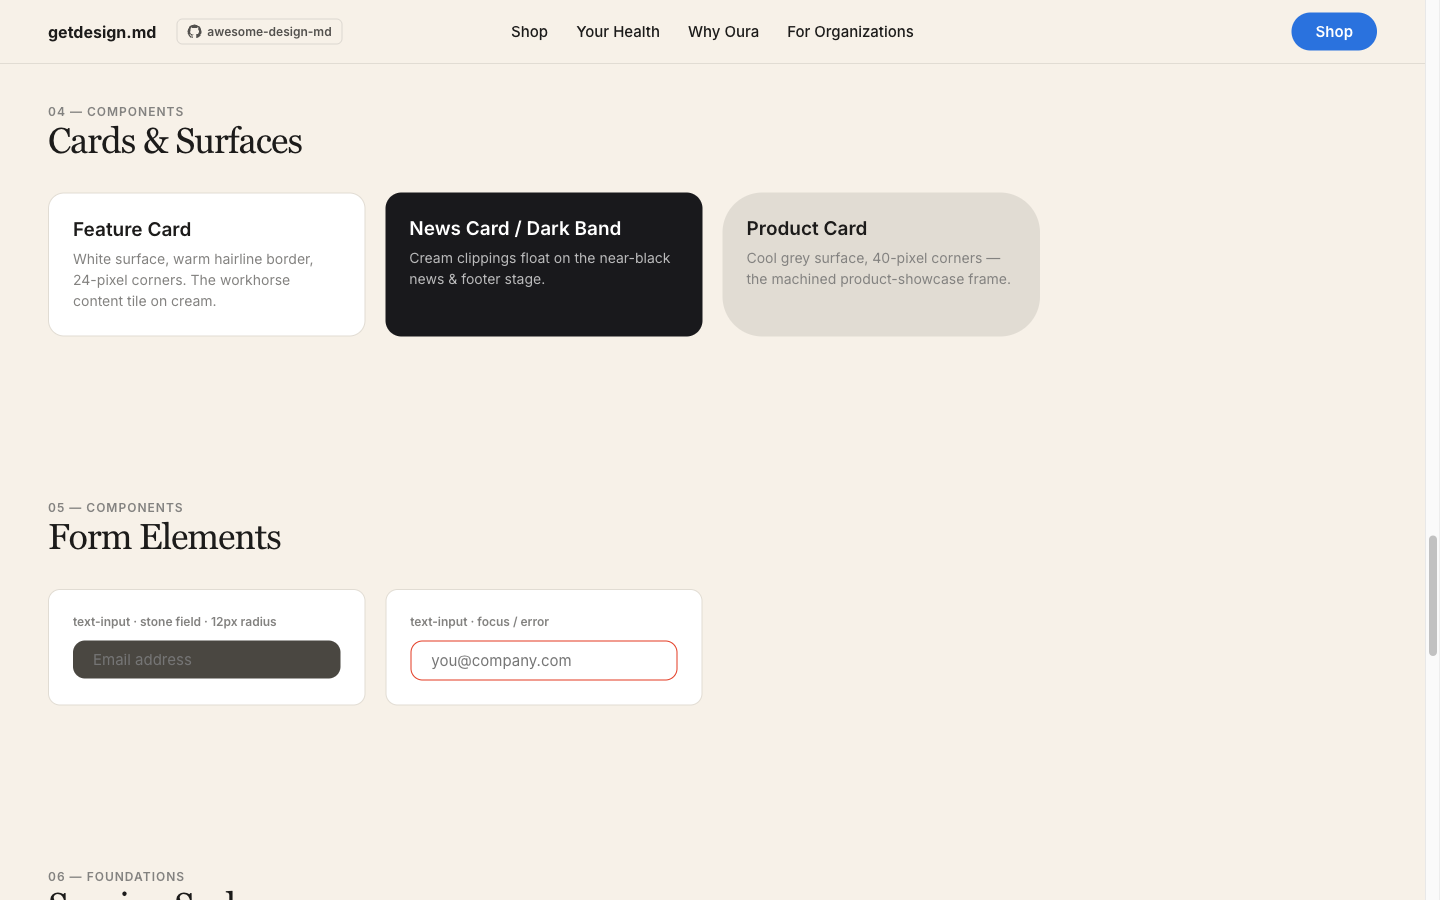 getdesign.md
awesome-design-md
Shop
Your Health
Why Oura
For Organizations
Shop
04 — COMPONENTS
Cards & Surfaces
Feature Card
White surface, warm hairline border,
24-pixel corners. The workhorse
content tile on cream.
News Card / Dark Band
Cream clippings float on the near-black
news & footer stage.
Product Card
Cool grey surface, 40-pixel corners —
the machined product-showcase frame.
05 — COMPONENTS
Form Elements
text-input · stone field · 12px radius
Email address
text-input · focus / error
you@company.com
06 — FOUNDATIONS